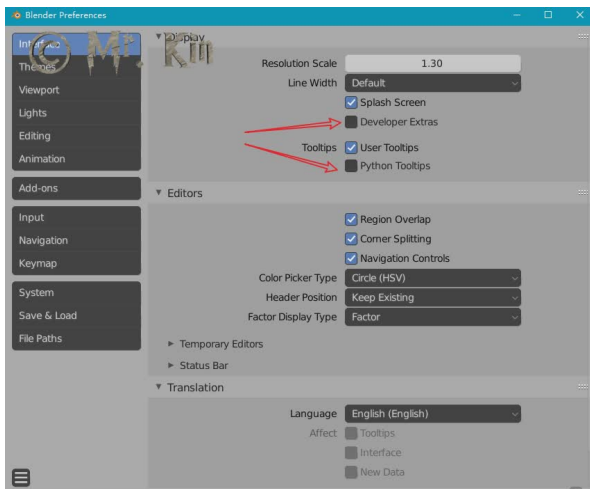 Blender Preferences
© Mr. Kin
Interface
Themes
Viewport
Lights
Editing
Animation
Add-ons
Input
Navigation
Keymap
System
Save & Load
File Paths
Display
Resolution Scale 1.30
Line Width Default
Splash Screen
Developer Extras
Tooltips User Tooltips
Python Tooltips
Editors
Region Overlap
Corner Splitting
Navigation Controls
Color Picker Type Circle (HSV)
Header Position Keep Existing
Factor Display Type Factor
Temporary Editors
Status Bar
Translation
Language English (English)
Affect Tooltips
Interface
New Data